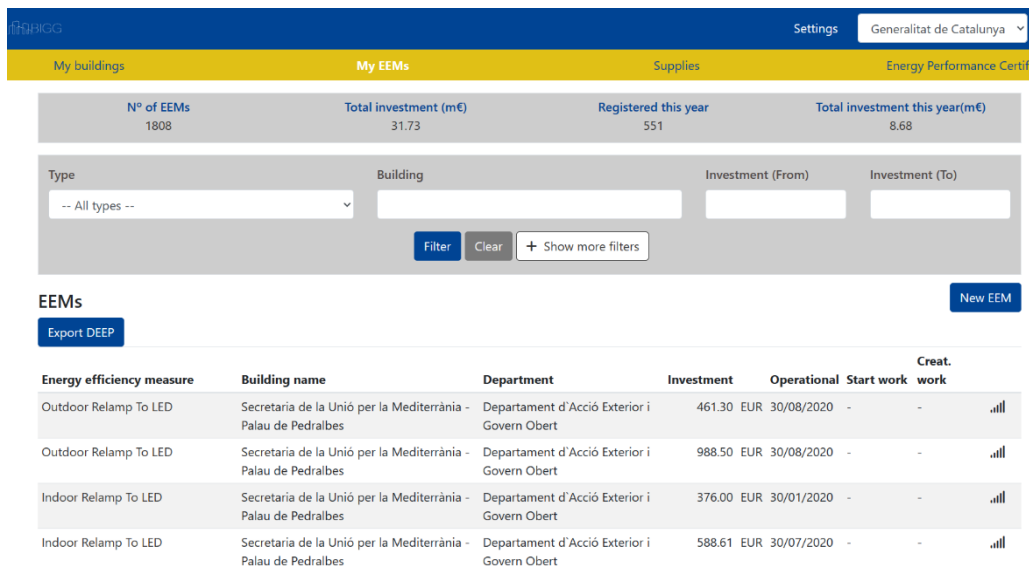 BIGG
Settings
Generalitat de Catalunya
My buildings
My EEMs
Supplies
Energy Performance Certif
Nº of EEMs
Total investment (m€)
Registered this year
Total investment this year(m€)
1808
31.73
551
8.68
Type
Building
Investment (From)
Investment (To)
-- All types --
Filter
Clear
+ Show more filters
EEMs
New EEM
Export DEEP
Creat.
Energy efficiency measure Building name Department Investment Operational Start work work
Outdoor Relamp To LED Secretaria de la Unió per la Mediterrània - Departament d`Acció Exterior i 461.30 EUR 30/08/2020 - -
Palau de Pedralbes Govern Obert
Outdoor Relamp To LED Secretaria de la Unió per la Mediterrània - Departament d`Acció Exterior i 988.50 EUR 30/08/2020 - -
Palau de Pedralbes Govern Obert
Indoor Relamp To LED Secretaria de la Unió per la Mediterrània - Departament d`Acció Exterior i 376.00 EUR 30/01/2020 - -
Palau de Pedralbes Govern Obert
Indoor Relamp To LED Secretaria de la Unió per la Mediterrània - Departament d`Acció Exterior i 588.61 EUR 30/07/2020 - -
Palau de Pedralbes Govern Obert